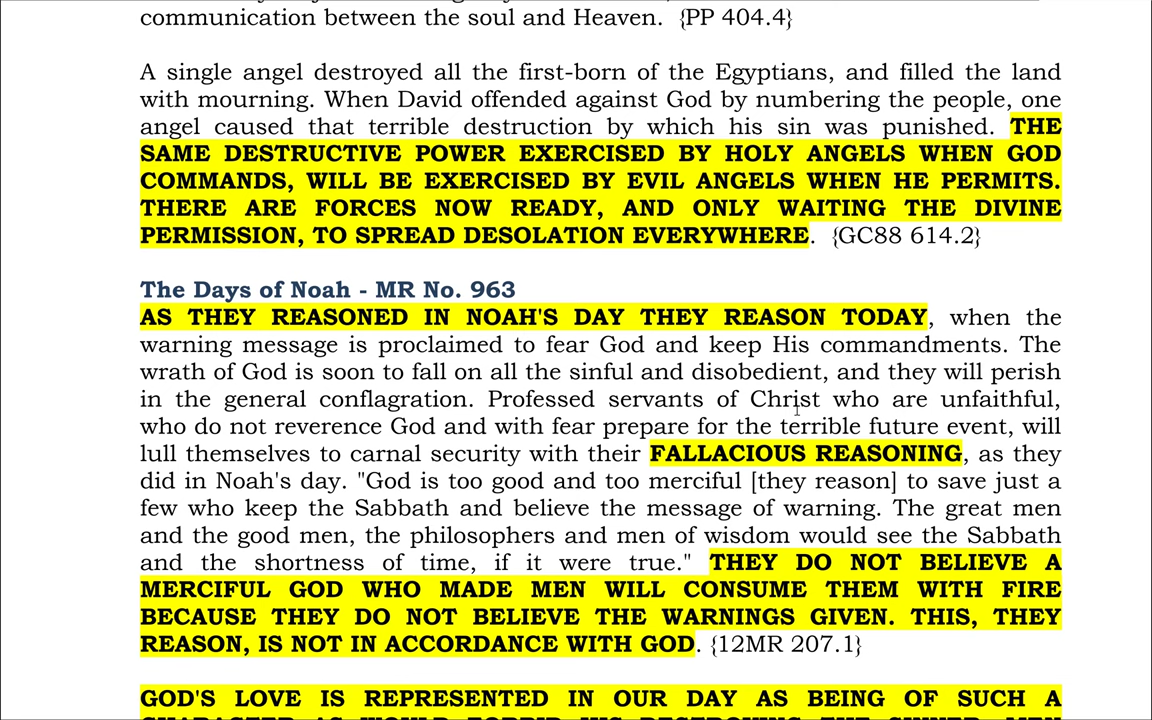 communication between the soul and Heaven. {PP 404.4}
A single angel destroyed all the first-born of the Egyptians, and filled the land
with mourning. When David offended against God by numbering the people, one
angel caused that terrible destruction by which his sin was punished. THE
SAME DESTRUCTIVE POWER EXERCISED BY HOLY ANGELS WHEN GOD
COMMANDS, WILL BE EXERCISED BY EVIL ANGELS WHEN HE PERMITS.
THERE ARE FORCES NOW READY, AND ONLY WAITING THE DIVINE
PERMISSION, TO SPREAD DESOLATION EVERYWHERE. {GC88 614.2}
The Days of Noah - MR No. 963
AS THEY REASONED IN NOAH'S DAY THEY REASON TODAY, when the
warning message is proclaimed to fear God and keep His commandments. The
wrath of God is soon to fall on all the sinful and disobedient, and they will perish
in the general conflagration. Professed servants of Christ who are unfaithful,
who do not reverence God and with fear prepare for the terrible future event, will
lull themselves to carnal security with their FALLACIOUS REASONING, as they
did in Noah's day. "God is too good and too merciful [they reason] to save just a
few who keep the Sabbath and believe the message of warning. The great men
and the good men, the philosophers and men of wisdom would see the Sabbath
and the shortness of time, if it were true." THEY DO NOT BELIEVE A
MERCIFUL GOD WHO MADE MEN WILL CONSUME THEM WITH FIRE
BECAUSE THEY DO NOT BELIEVE THE WARNINGS GIVEN. THIS, THEY
REASON, IS NOT IN ACCORDANCE WITH GOD. {12MR 207.1}
GOD'S LOVE IS REPRESENTED IN OUR DAY AS BEING OF SUCH A